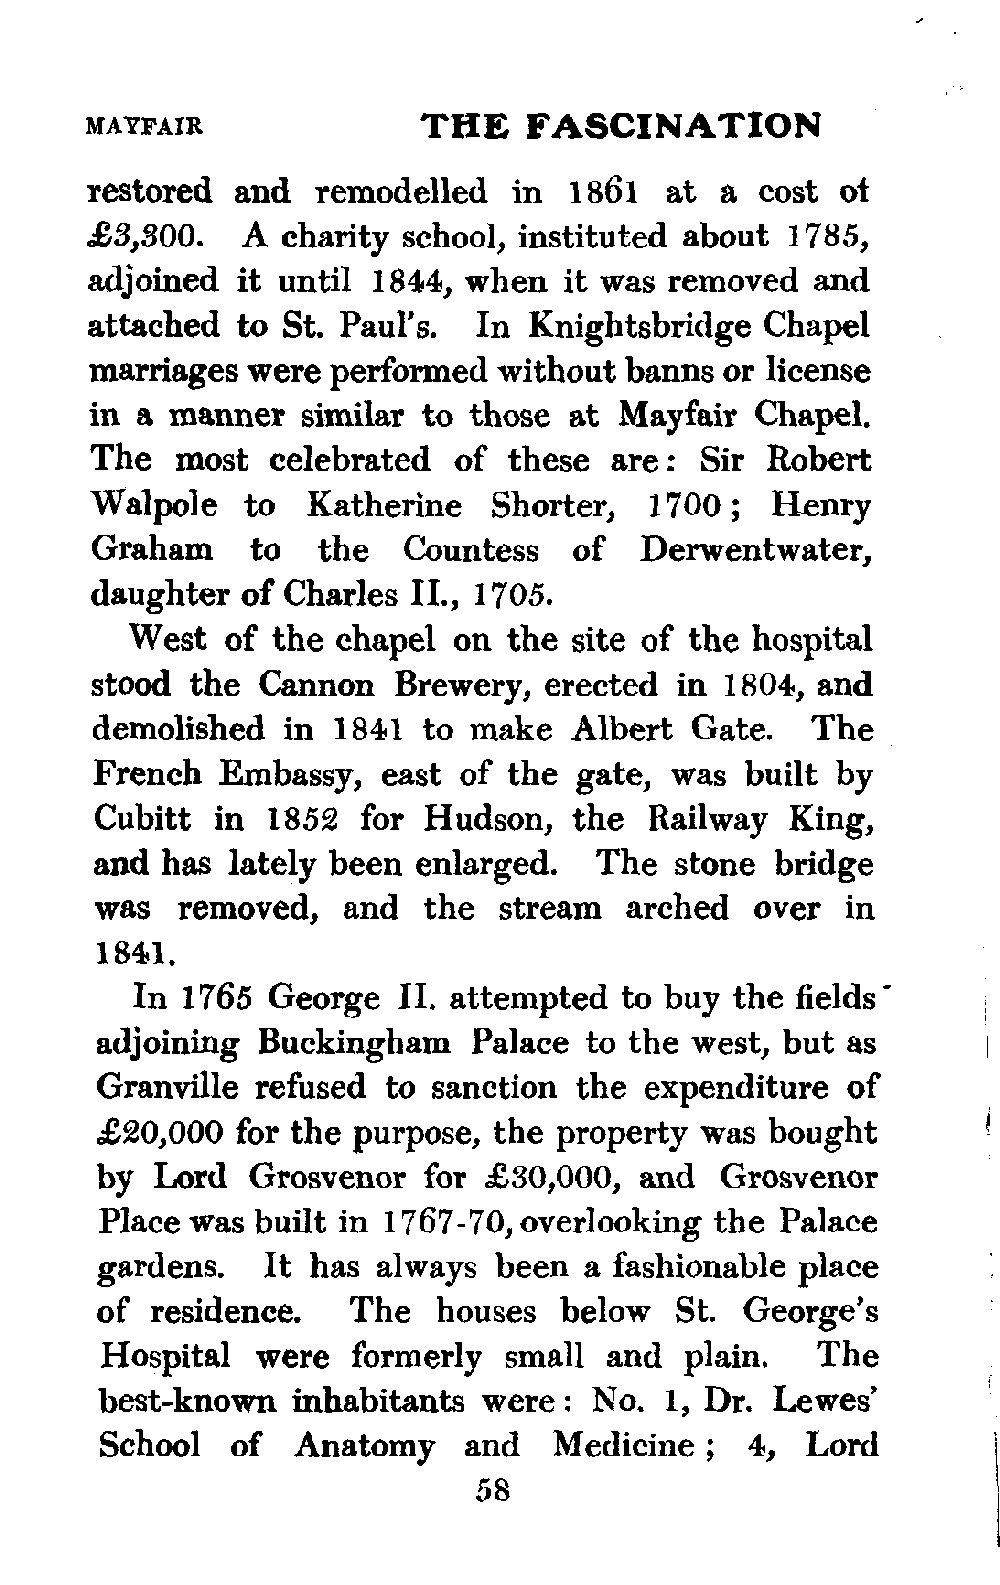 MAYFAIR THE FASCINATION
restored and remodelled in 1861 at a cost of
£3,300. A charity school, instituted about 1785,
adjoined it until 1844, when it was removed and
attached to St. Paul's. In Knightsbridge Chapel
marriages were performed without banns or license
in a manner similar to those at Mayfair Chapel.
The most celebrated of these are: Sir Robert
Walpole to Katherine Shorter, 1700; Henry
Graham to the Countess of Derwentwater,
daughter of Charles II., 1705.
West of the chapel on the site of the hospital
stood the Cannon Brewery, erected in 1804, and
demolished in 1841 to make Albert Gate. The
French Embassy, east of the gate, was built by
Cubitt in 1852 for Hudson, the Railway King,
and has lately been enlarged. The stone bridge
was removed, and the stream arched over in
1841.
In 1765 George II. attempted to buy the fields
adjoining Buckingham Palace to the west, but as
Granville refused to sanction the expenditure of
£20,000 for the purpose, the property was bought
by Lord Grosvenor for £30,000, and Grosvenor
Place was built in 1767-70, overlooking the Palace
gardens. It has always been a fashionable place
of residence. The houses below St. George's
Hospital were formerly small and plain. The
best-known inhabitants were: No. 1, Dr. Lewes'
School of Anatomy and Medicine; 4, Lord
58